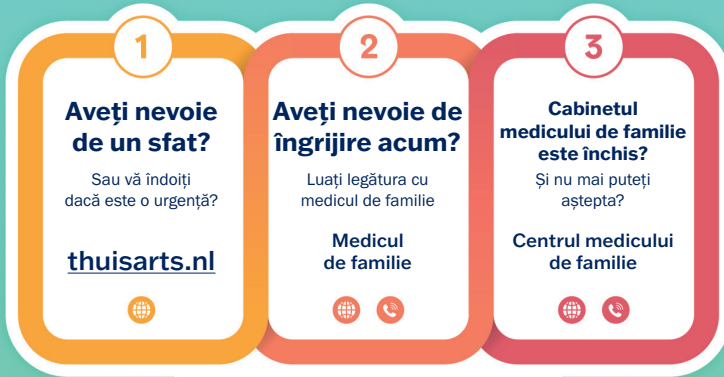 1
Aveți nevoie
de un sfat?
Sau vă îndoiți
dacă este o urgență?
thuisarts.nl
2
Aveți nevoie de
îngrijire acum?
Luați legătura cu
medicul de familie
Medicul
de familie
3
Cabinetul
medicului de familie
este închis?
Și nu mai puteți
aștepta?
Centrul medicului
de familie